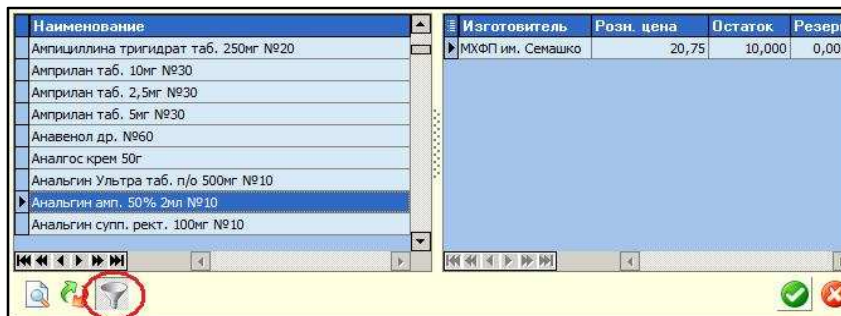 Наименование
Ампициллина тригидрат таб. 250мг №20
Амприлан таб. 10мг №30
Амприлан таб. 2,5мг №30
Амприлан таб. 5мг №30
Анавенол др. №60
Аналгос крем 50г
Анальгин Ультра таб. п/о 500мг №10
Анальгин амп. 50% 2мл №10
Анальгин супп. рект. 100мг №10
Изготовитель Розн. цена Остаток Резерв
МХФП им. Семашко 20,75 10,000 0,00